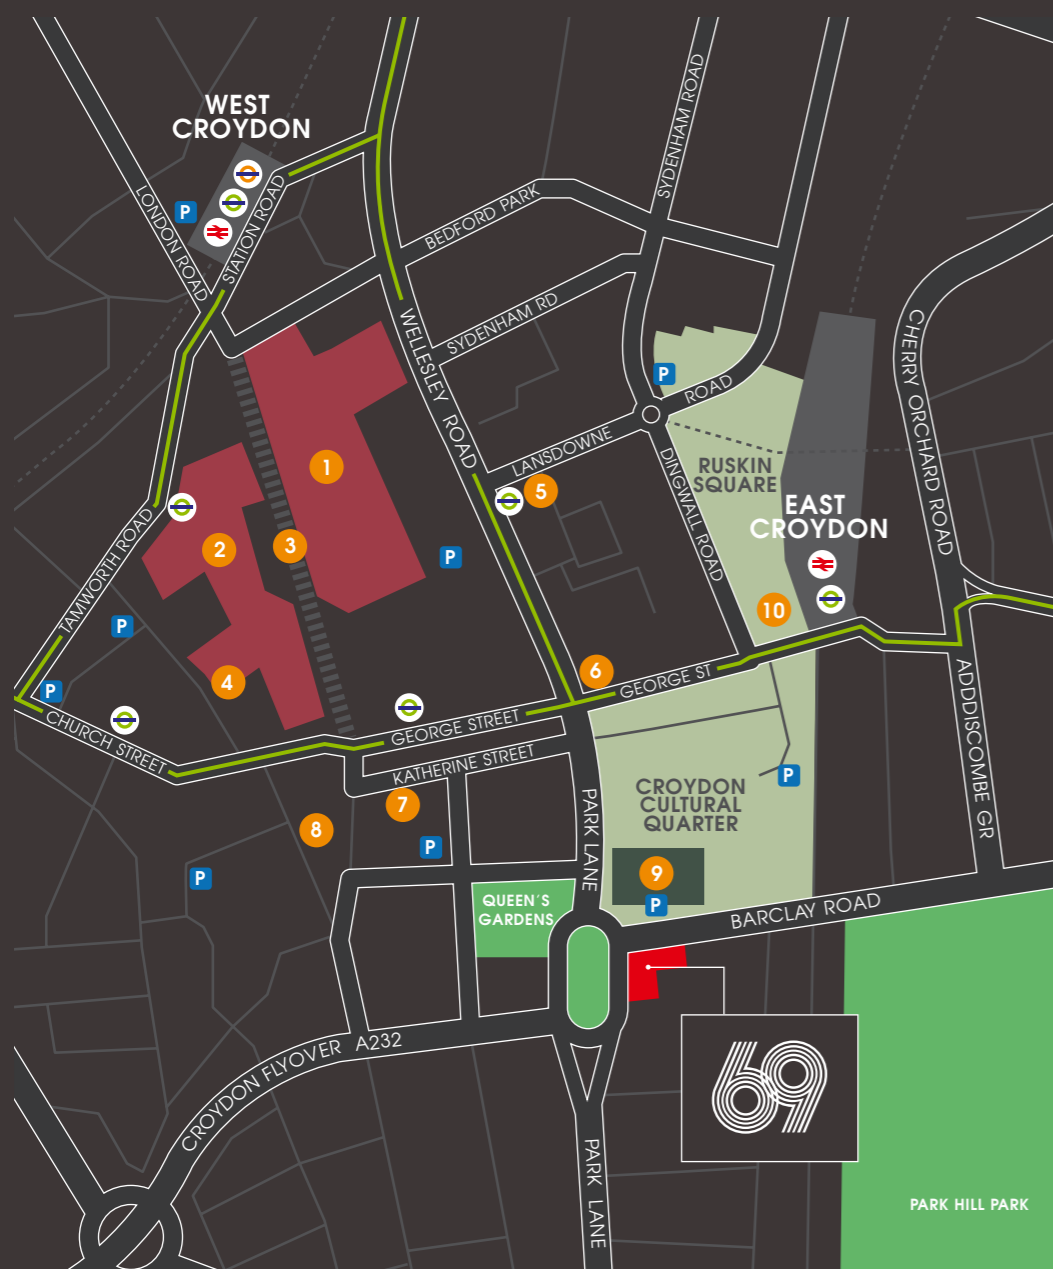 WEST
CROYDON
P
LONDON ROAD
STATION ROAD
BEDFORD PARK
SYDENHAM ROAD
SYDENHAM RD
WELLESLEY ROAD
CHERRY ORCHARD ROAD
P
ROAD
LANSDOWNE
1
5
RUSKIN
SQUARE
DINGWALL ROAD
EAST
CROYDON
TAMWORTH ROAD
2
3
P
10
P
6
4
P
GEORGE ST
CHURCH STREET
GEORGE STREET
KATHERINE STREET
ADDDISCOMBE GR
P
CROYDON
CULTURAL
QUARTER
PARK LANE
7
8
P
P
9
P
QUEEN´S
GARDENS
BARCLAY ROAD
CROYDON FLYOVER A232
69
PARK LANE
PARK HILL PARK